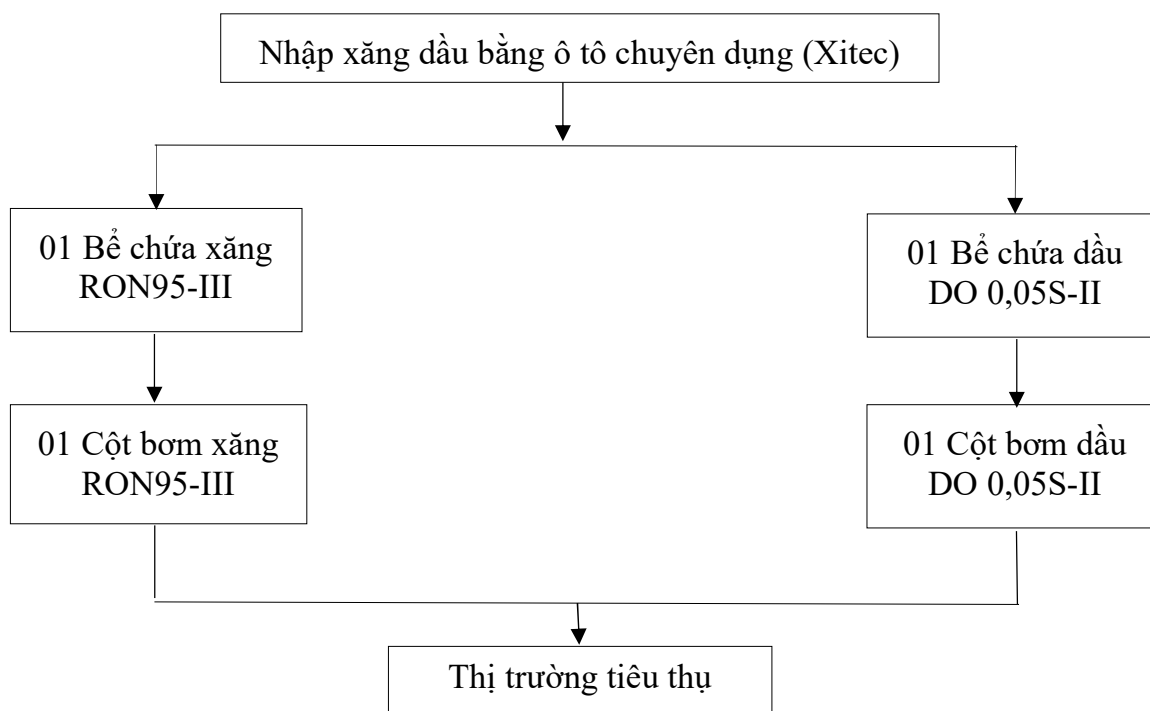 Nhập xăng dầu bằng ô tô chuyên dụng (Xitec)
01 Bể chứa xăng
RON95-III
01 Bể chứa dầu
DO 0,05S-II
01 Cột bơm xăng
RON95-III
01 Cột bơm dầu
DO 0,05S-II
Thị trường tiêu thụ